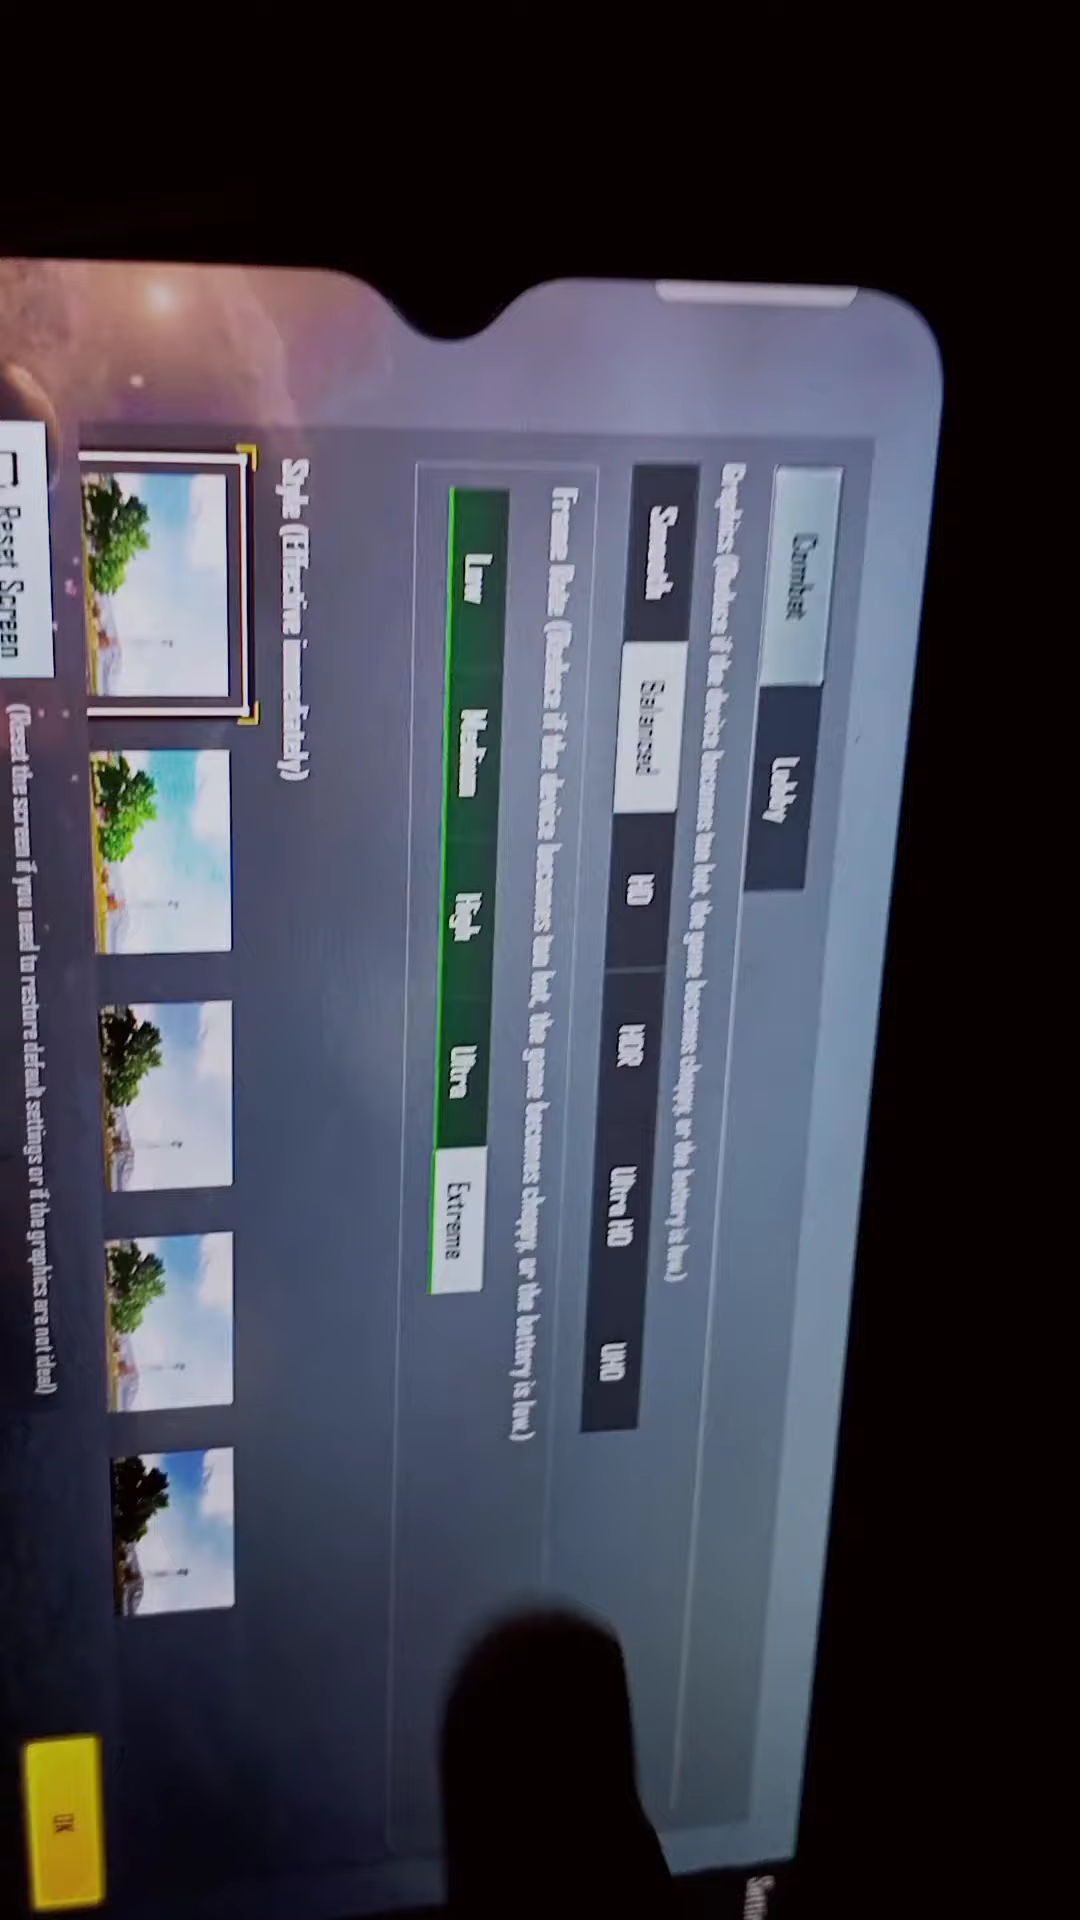 Settin
Combat Lobby
Graphics (Reduce if the device becomes too hot, the game becomes choppy, or the battery is low.)
Smooth Balanced HD HDR Ultra HD UHD
Frame Rate (Reduce if the device becomes too hot, the game becomes choppy, or the battery is low.)
Low Medium High Ultra Extreme
Style (Effective immediately)
Reset Screen (Reset the screen if you need to restore default settings or if the graphics are not ideal)
OK